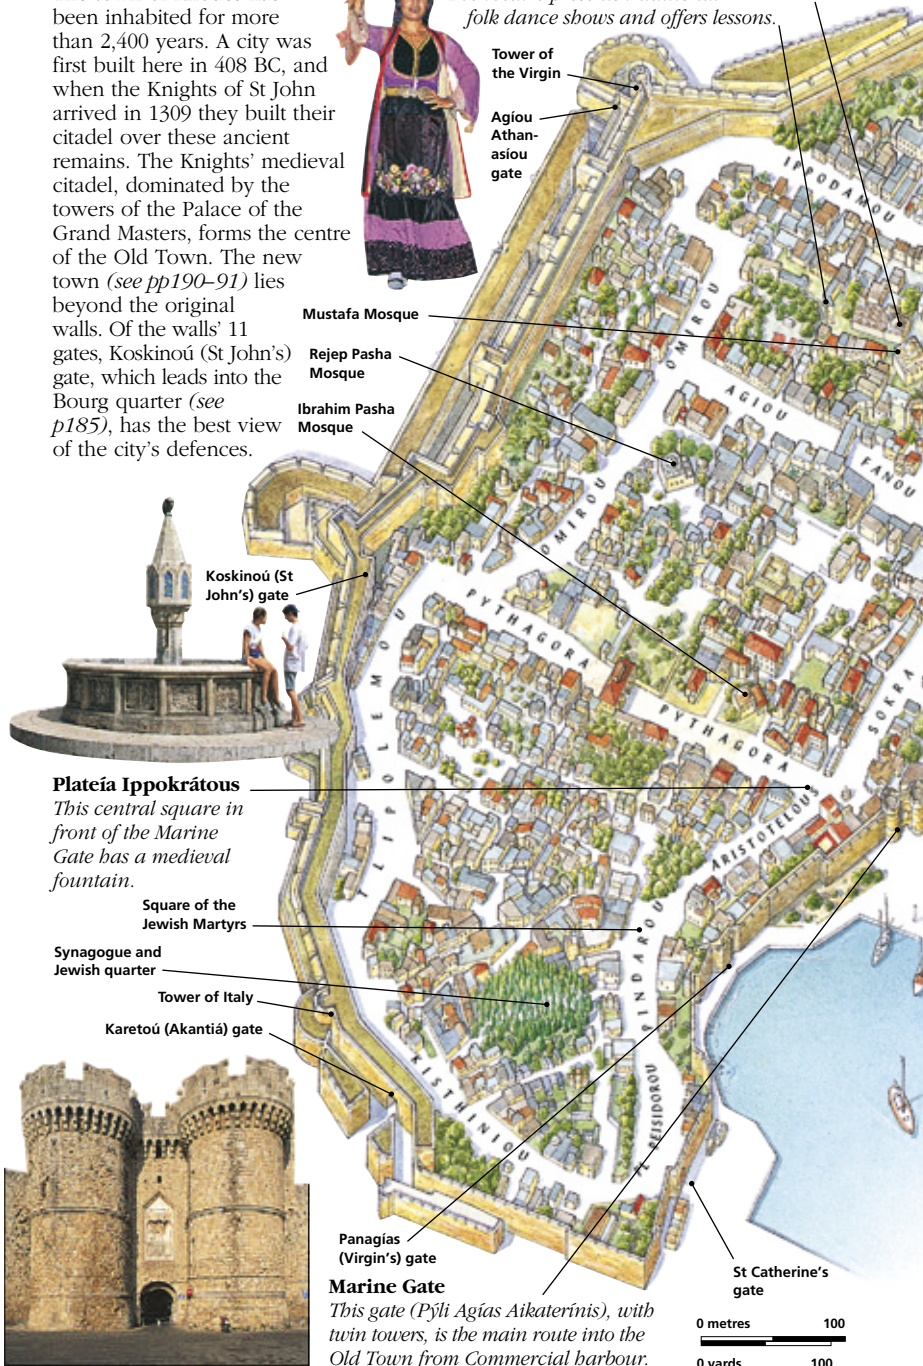 been inhabited for more
than 2,400 years. A city was
first built here in 408 BC, and
when the Knights of St John
arrived in 1309 they built their
citadel over these ancient
remains. The Knights’ medieval
citadel, dominated by the
towers of the Palace of the
Grand Masters, forms the centre
of the Old Town. The new
town (see pp190–91) lies
beyond the original
walls. Of the walls’ 11
gates, Koskinoú (St John’s)
gate, which leads into the
Bourg quarter (see
p185), has the best view
of the city’s defences.
folk dance shows and offers lessons.
Tower of
the Virgin
Agíou
Athan-
asíou
gate
IPPODAMOU
Mustafa Mosque
OMIROU
Rejep Pasha
Mosque
AGIOU
FANOU
Ibrahim Pasha
Mosque
OMIROU
Koskinoú (St
John’s) gate
PYTHAGORA
PYTHAGORA
SOKRA
Plateía Ippokrátous
This central square in
front of the Marine
Gate has a medieval
fountain.
ARISTOTELOUS
Square of the
Jewish Martyrs
PINDAROU
Synagogue and
Jewish quarter
Tower of Italy
Karetoú (Akantiá) gate
KISTHINIOU
PEISIDOROU
Panagías
(Virgin’s) gate
St Catherine’s
gate
Marine Gate
This gate (Pýli Agías Aikaterínis), with
twin towers, is the main route into the
Old Town from Commercial harbour.
0 metres 100
0 yards 100